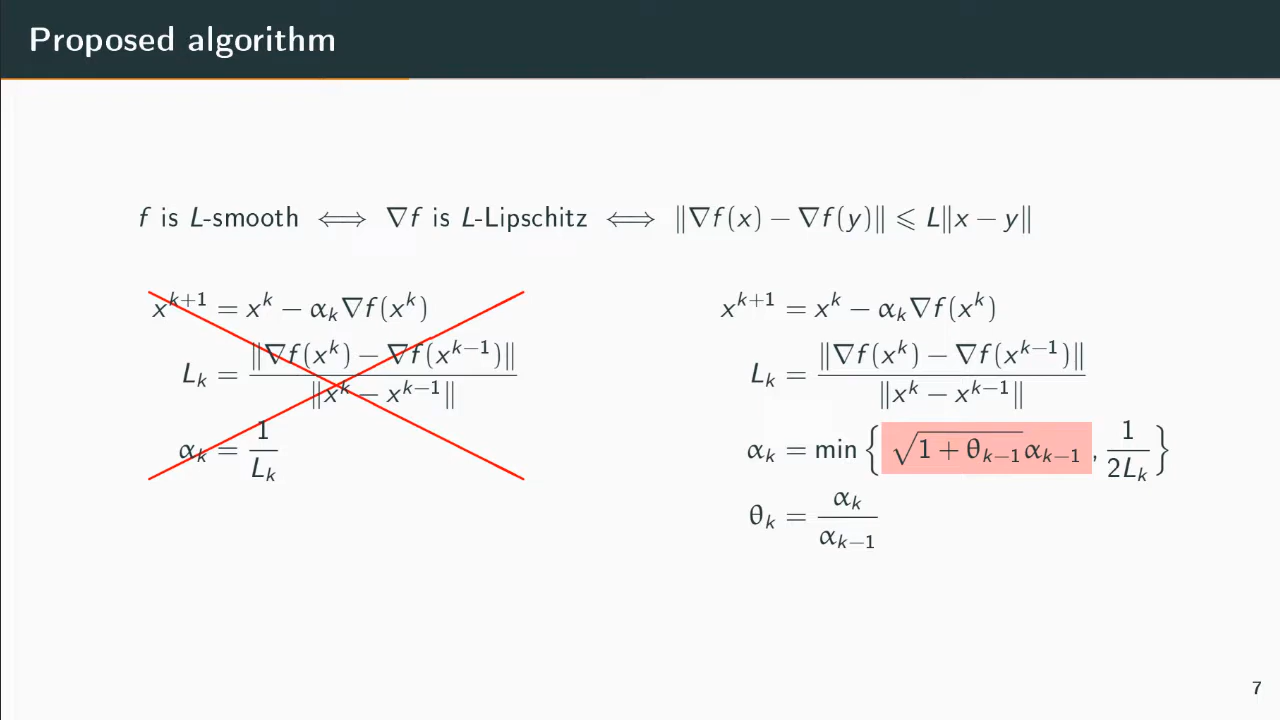 Proposed algorithm
f is L-smooth ⟺ ∇f is L-Lipschitz ⟺ ‖∇f(x) − ∇f(y)‖ ⩽ L‖x − y‖
x^{k+1} = x^k − α_k∇f(x^k)
L_k = ‖∇f(x^k) − ∇f(x^{k−1})‖ / ‖x^k − x^{k−1}‖
α_k = 1 / L_k
x^{k+1} = x^k − α_k∇f(x^k)
L_k = ‖∇f(x^k) − ∇f(x^{k−1})‖ / ‖x^k − x^{k−1}‖
α_k = min { √(1 + θ_{k−1}) α_{k−1}, 1 / 2L_k }
θ_k = α_k / α_{k−1}
7